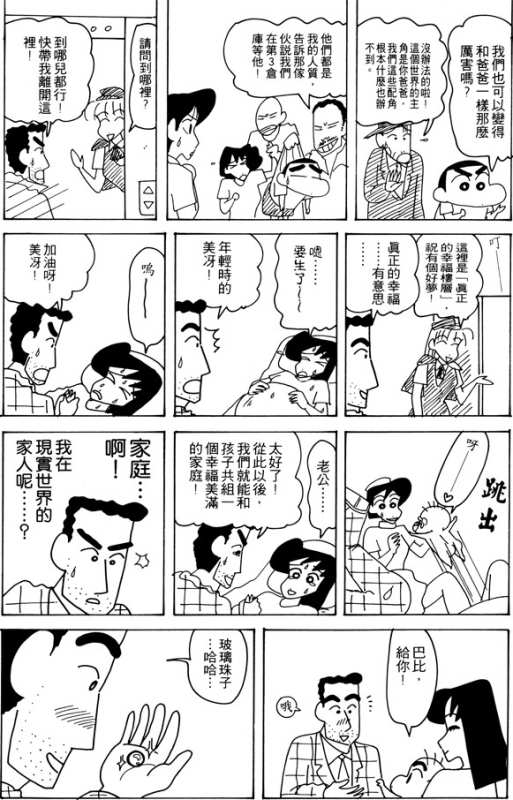 我們也可以變得
和爸爸一樣那麼
厲害嗎?
沒辦法的啦!
這個世界的主
角是你爸爸,
我們這些配角
根本什麼也辦
不到。
他們都是
我的人質,
告訴那傢
伙說我們
在第3倉
庫等他!
請問到哪裡?
到哪兒都行!
快帶我離開這
裡!
叮
這裡是「真正
的幸福樓層」,
祝有個好夢!
真正的幸福
……有意思
嗯……
要生了~~
年輕時的
美冴!
嗚~~
加油呀!
美冴!
呀——♡
跳出
老公…
太好了!
從此以後,
我們就能和
孩子共組一
個幸福美滿
的家庭!
家庭…
啊!
我在
現實世界的
家人呢……?
巴比,
給你!
哦
玻璃珠子
…哈哈…